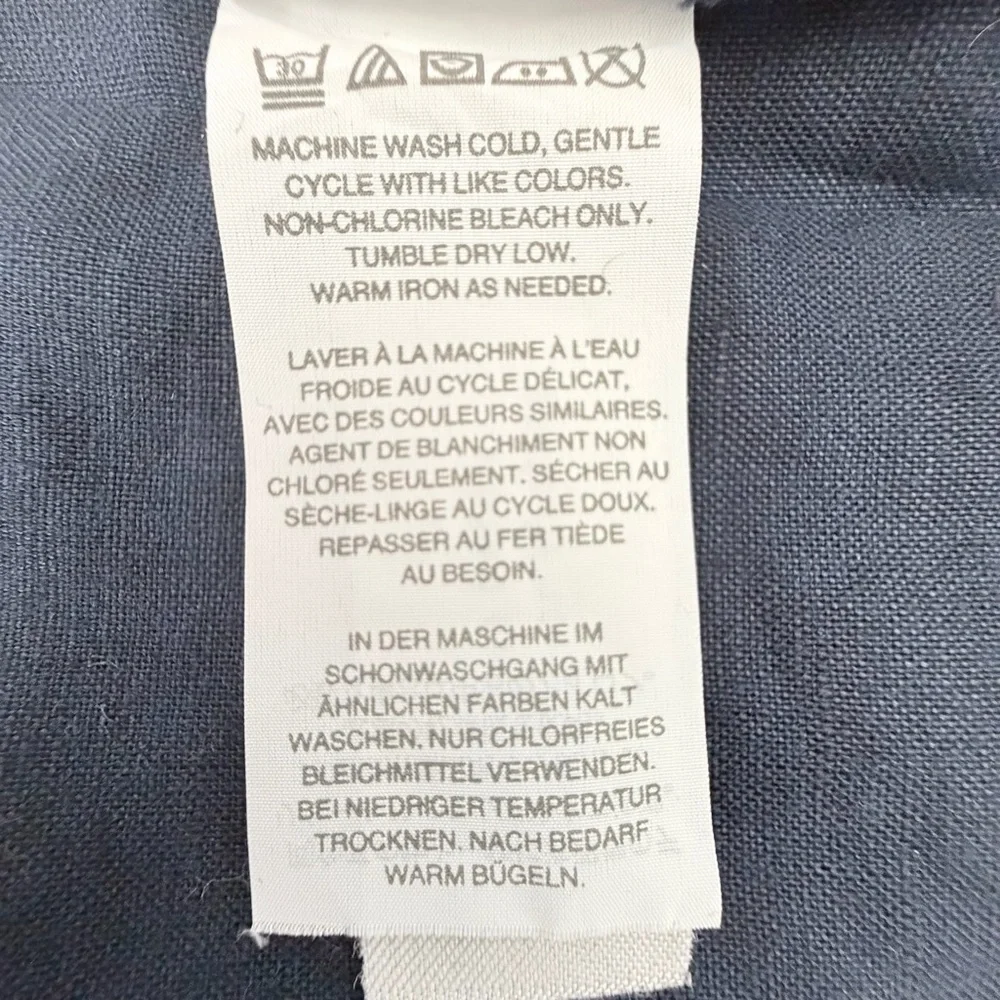 30
MACHINE WASH COLD, GENTLE
CYCLE WITH LIKE COLORS.
NON-CHLORINE BLEACH ONLY.
TUMBLE DRY LOW.
WARM IRON AS NEEDED.
LAVER À LA MACHINE À L'EAU
FROIDE AU CYCLE DÉLICAT,
AVEC DES COULEURS SIMILAIRES.
AGENT DE BLANCHIMENT NON
CHLORÉ SEULEMENT. SÉCHER AU
SÈCHE-LINGE AU CYCLE DOUX.
REPASSER AU FER TIÈDE
AU BESOIN.
IN DER MASCHINE IM
SCHONWASCHGANG MIT
ÄHNLICHEN FARBEN KALT
WASCHEN. NUR CHLORFREIES
BLEICHMITTEL VERWENDEN.
BEI NIEDRIGER TEMPERATUR
TROCKNEN. NACH BEDARF
WARM BÜGELN.